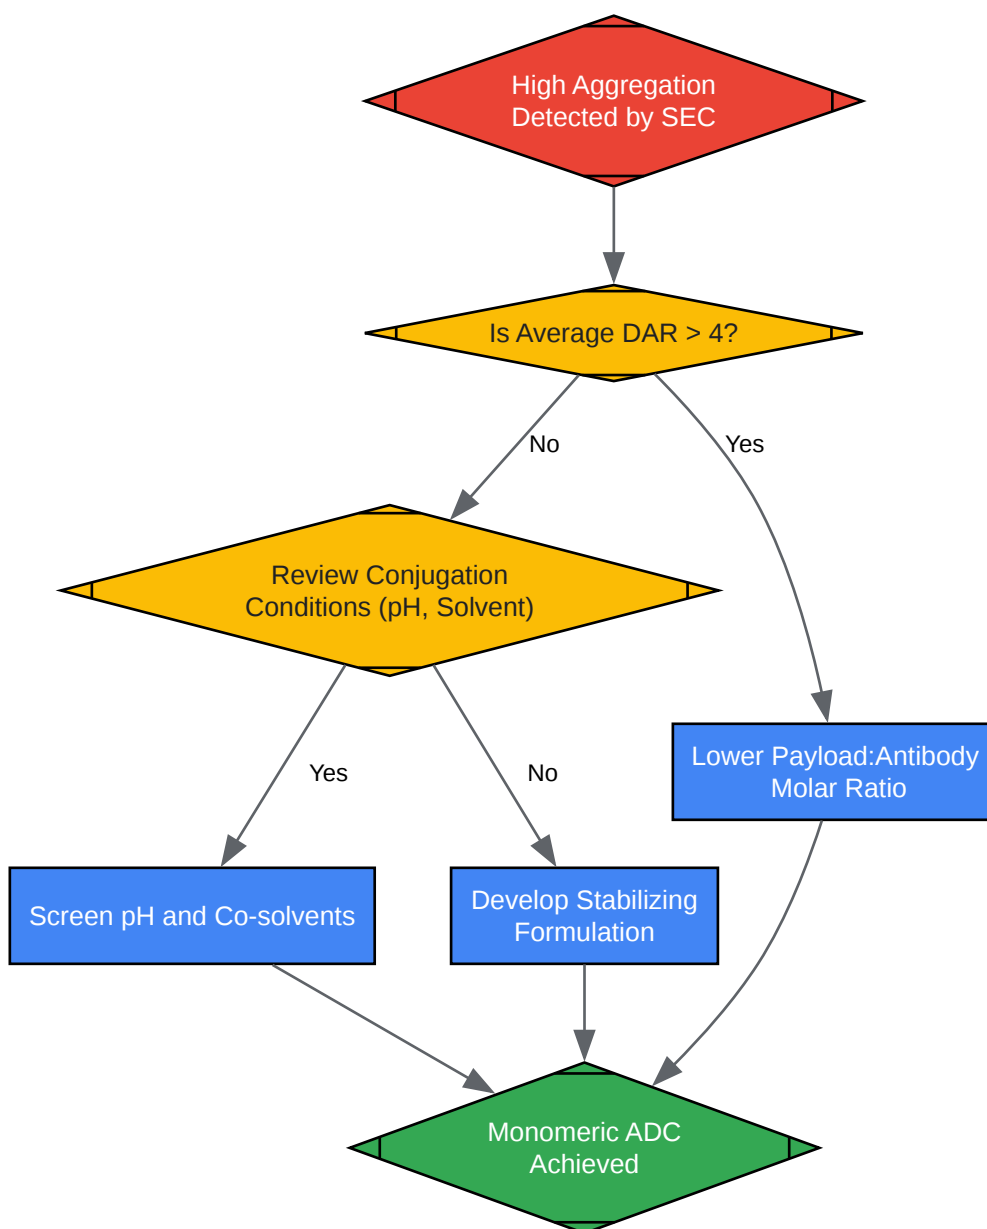 High Aggregation
Detected by SEC
Is Average DAR > 4?
No
Yes
Review Conjugation
Conditions (pH, Solvent)
Lower Payload:Antibody
Molar Ratio
Yes
No
Screen pH and Co-solvents
Develop Stabilizing
Formulation
Monomeric ADC
Achieved